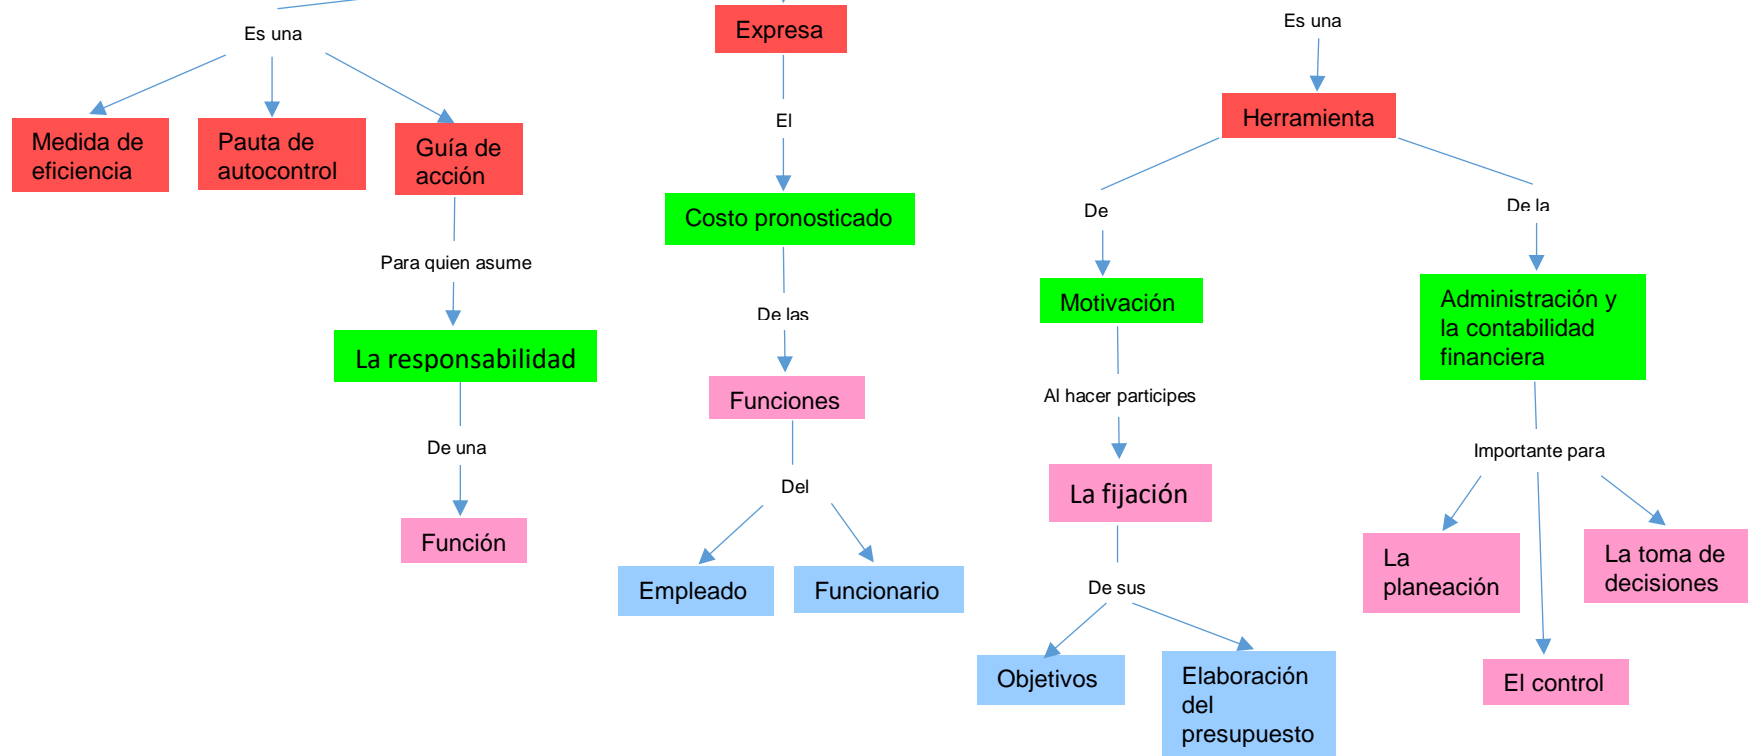 Es una
Medida de
eficiencia
Pauta de
autocontrol
Guía de
acción
Para quien asume
La responsabilidad
De una
Función
Expresa
El
Costo pronosticado
De las
Funciones
Del
Empleado
Funcionario
Es una
Herramienta
De
Motivación
Al hacer participes
La fijación
De sus
Objetivos
Elaboración
del
presupuesto
De la
Administración y
la contabilidad
financiera
Importante para
La
planeación
El control
La toma de
decisiones